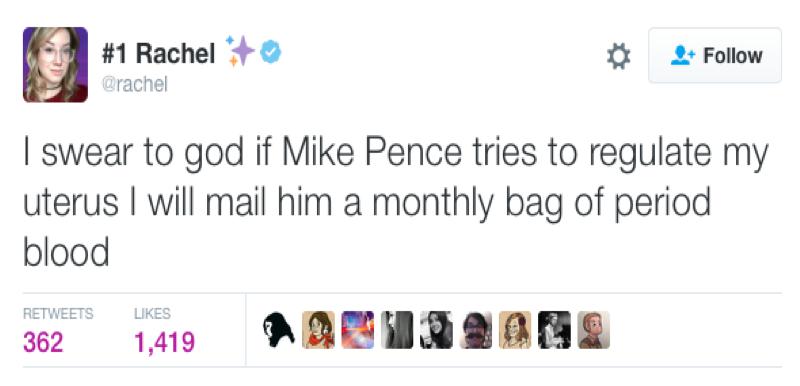 #1 Rachel
Follow
@rachel
I swear to god if Mike Pence tries to regulate my
uterus I will mail him a monthly bag of period
blood
RETWEETS LIKES
362 1,419